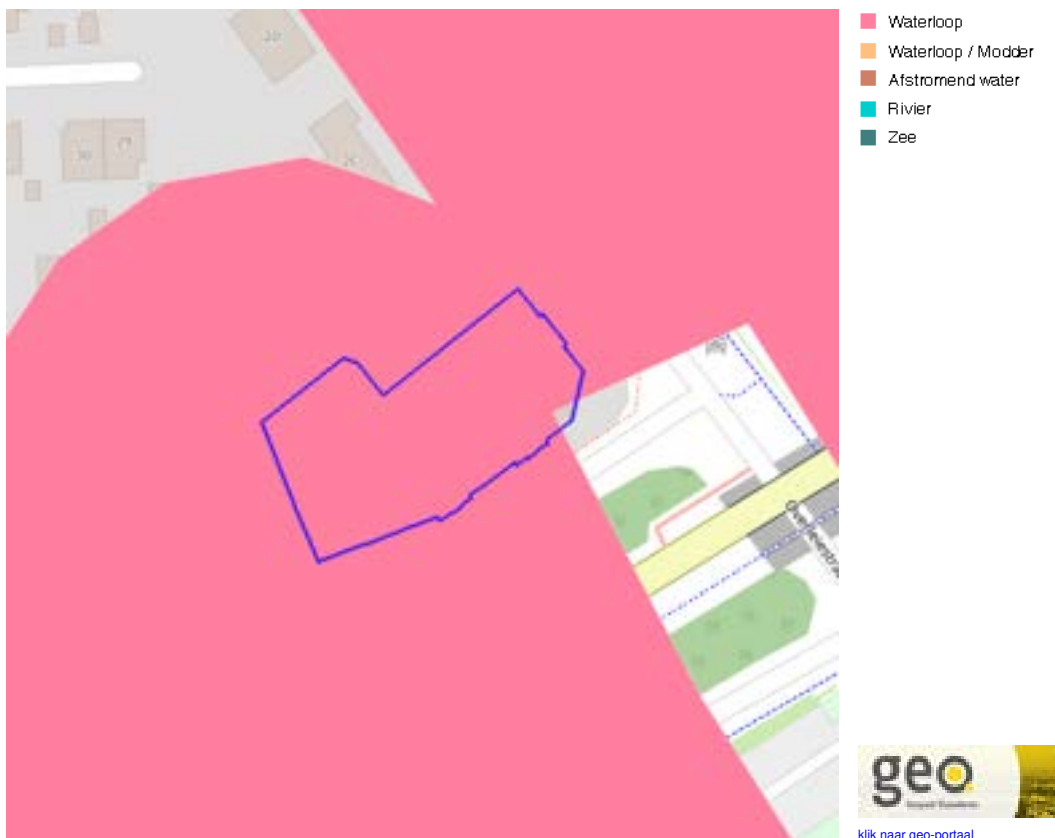 Waterloop
Waterloop / Modder
Afstromend water
Rivier
Zee
geo
klik naar geo-portaal